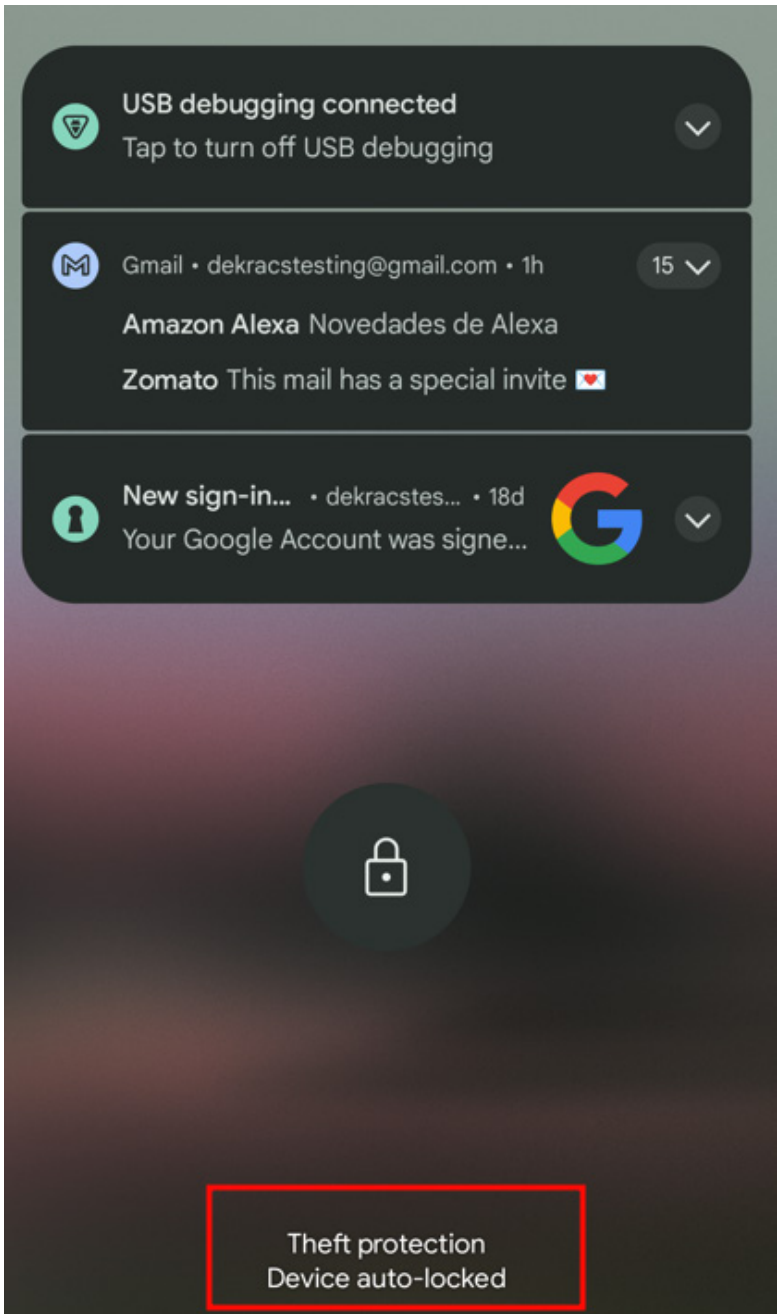 USB debugging connected
Tap to turn off USB debugging
Gmail • dekracstesting@gmail.com • 1h
15
Amazon Alexa Novedades de Alexa
Zomato This mail has a special invite 💌
New sign-in... • dekracstes... • 18d
Your Google Account was signe...
Theft protection
Device auto-locked